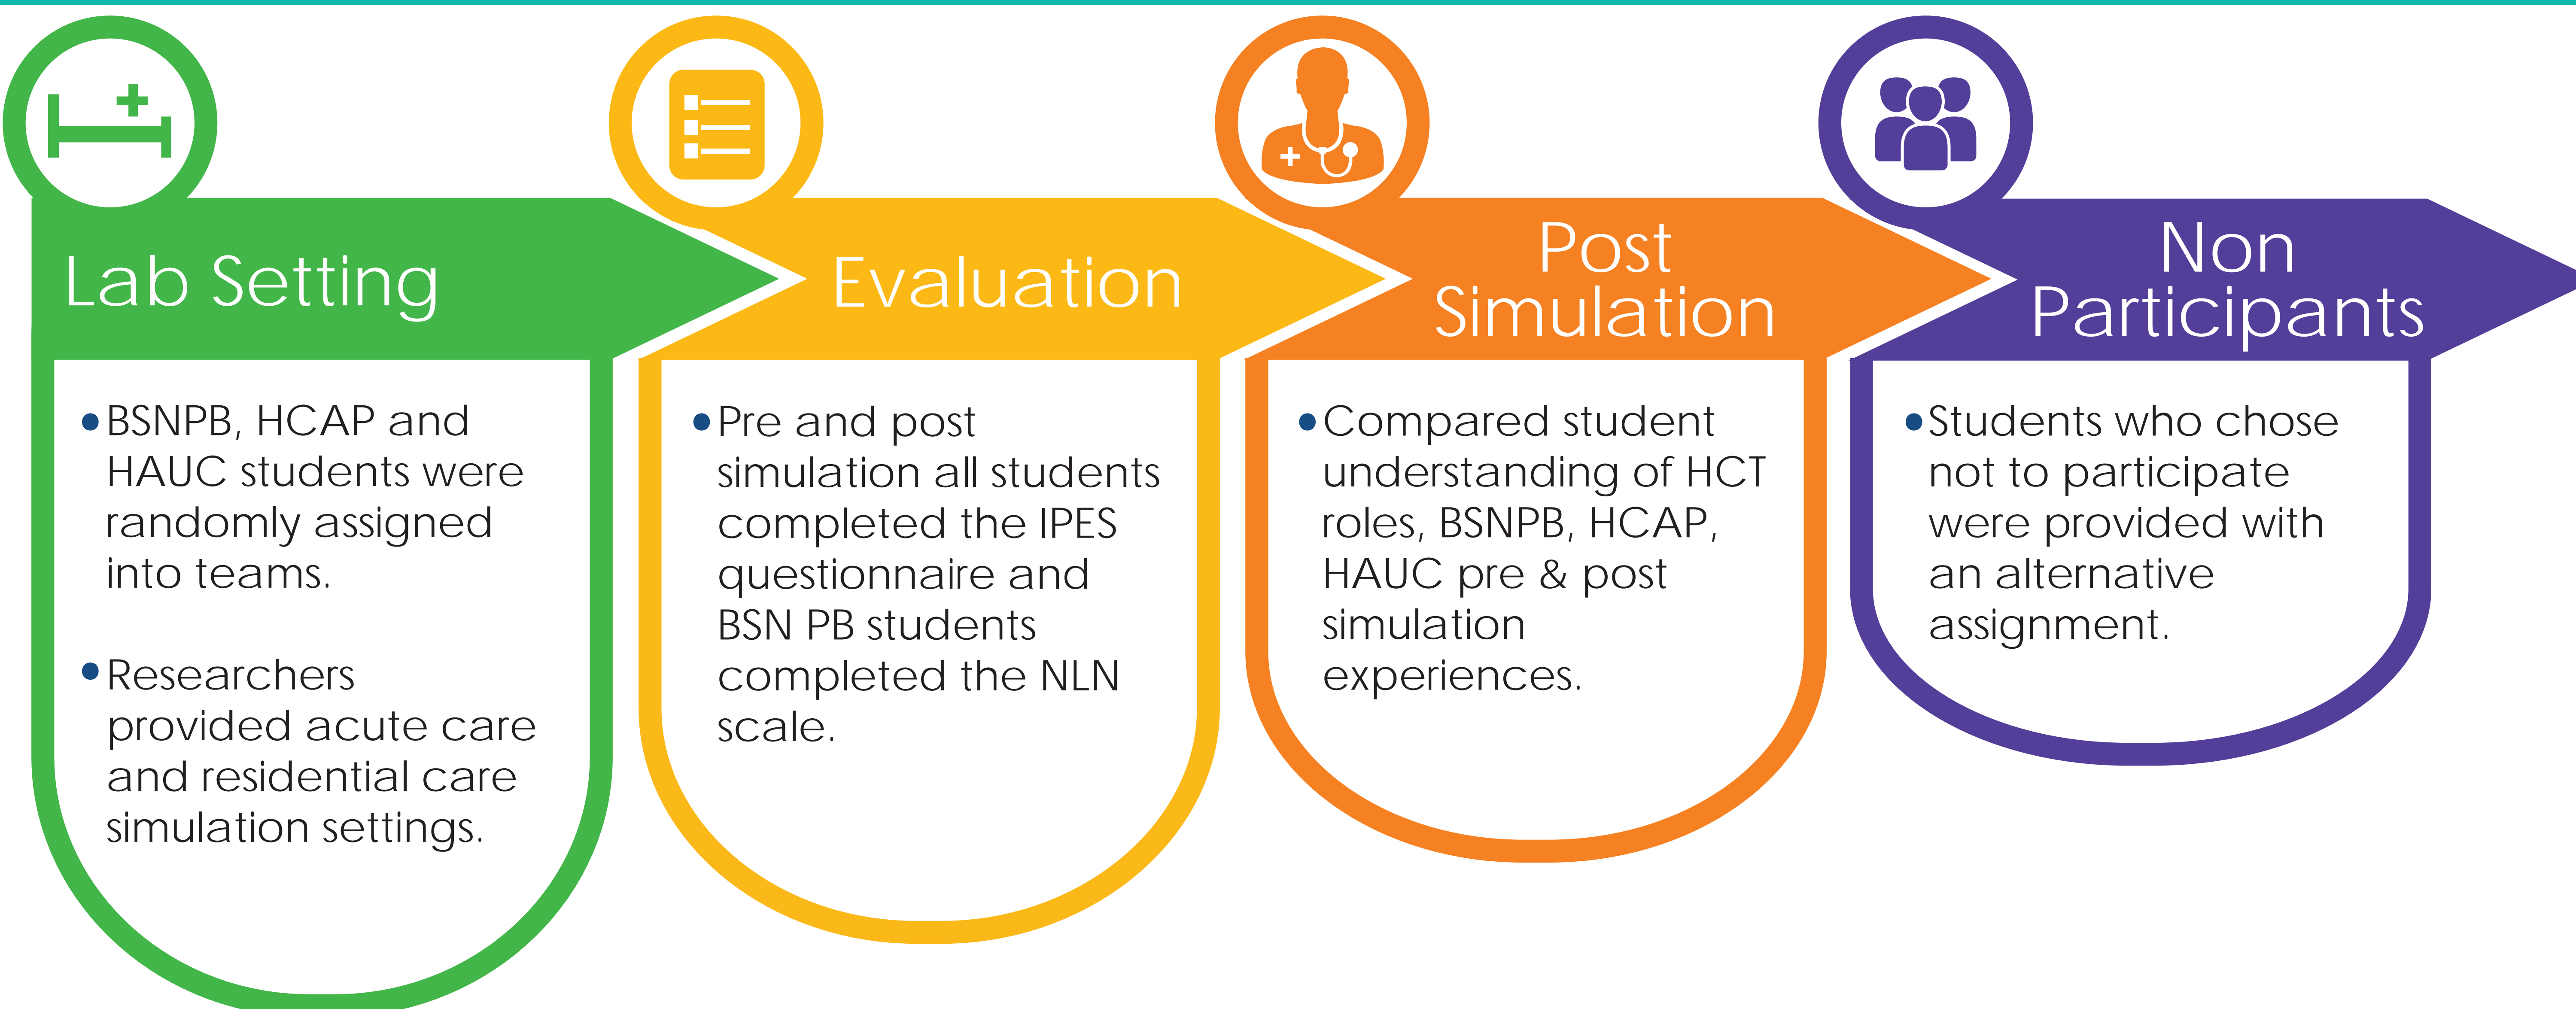 Lab Setting
•BSNPB, HCAP and
HAUC students were
randomly assigned
into teams.
•Researchers
provided acute care
and residential care
simulation settings.
Evaluation
•Pre and post
simulation all students
completed the IPES
questionnaire and
BSN PB students
completed the NLN
scale.
Post
Simulation
•Compared student
understanding of HCT
roles, BSNPB, HCAP,
HAUC pre & post
simulation
experiences.
Non
Participants
•Students who chose
not to participate
were provided with
an alternative
assignment.